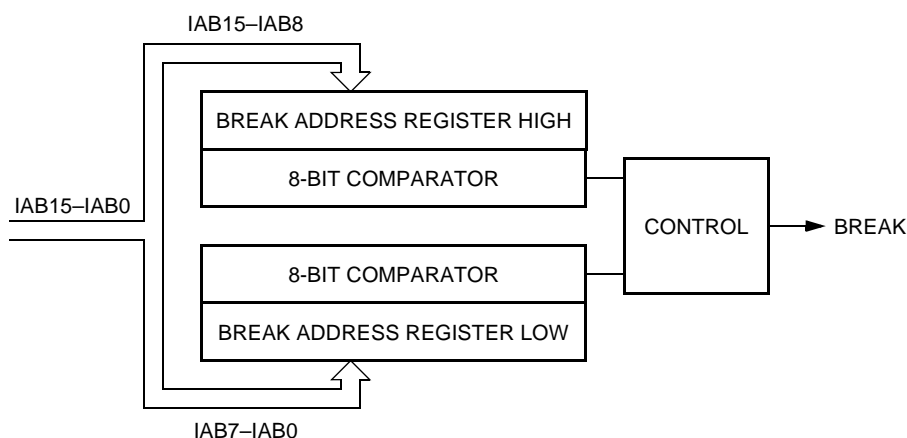 IAB15–IAB8
BREAK ADDRESS REGISTER HIGH
8-BIT COMPARATOR
IAB15–IAB0
CONTROL
BREAK
8-BIT COMPARATOR
BREAK ADDRESS REGISTER LOW
IAB7–IAB0